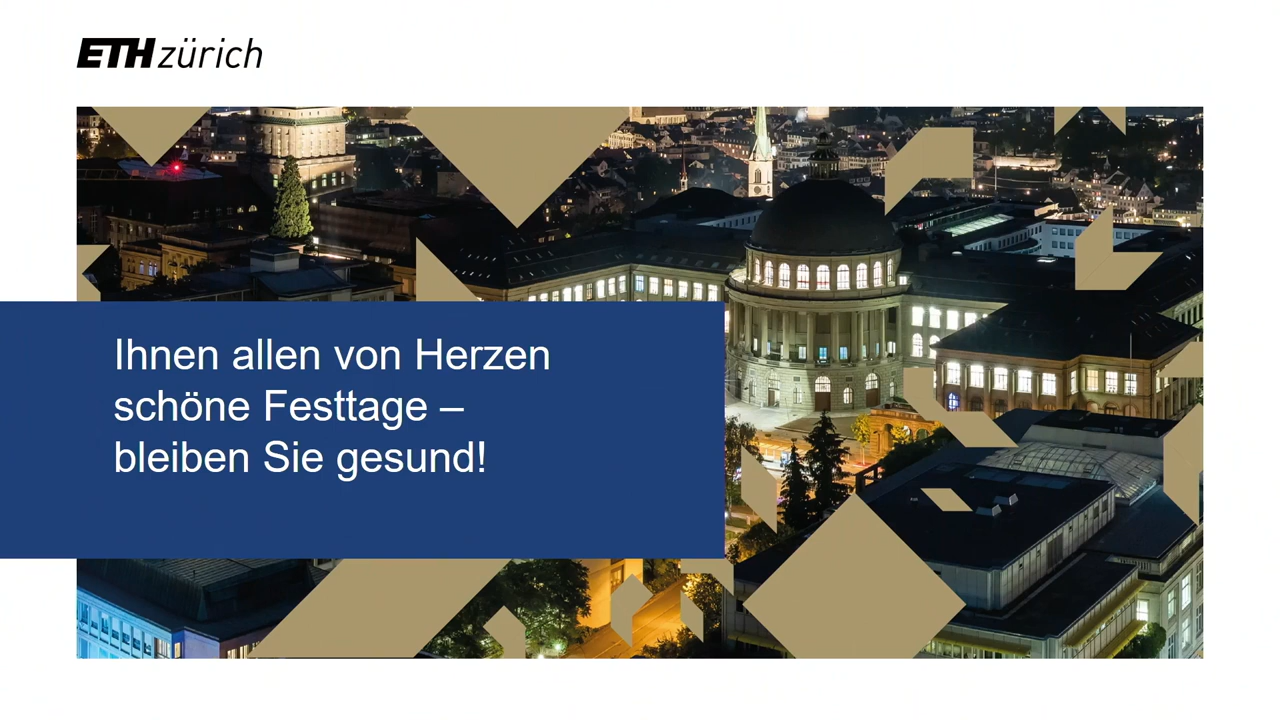 ETH zürich
Ihnen allen von Herzen
schöne Festtage –
bleiben Sie gesund!